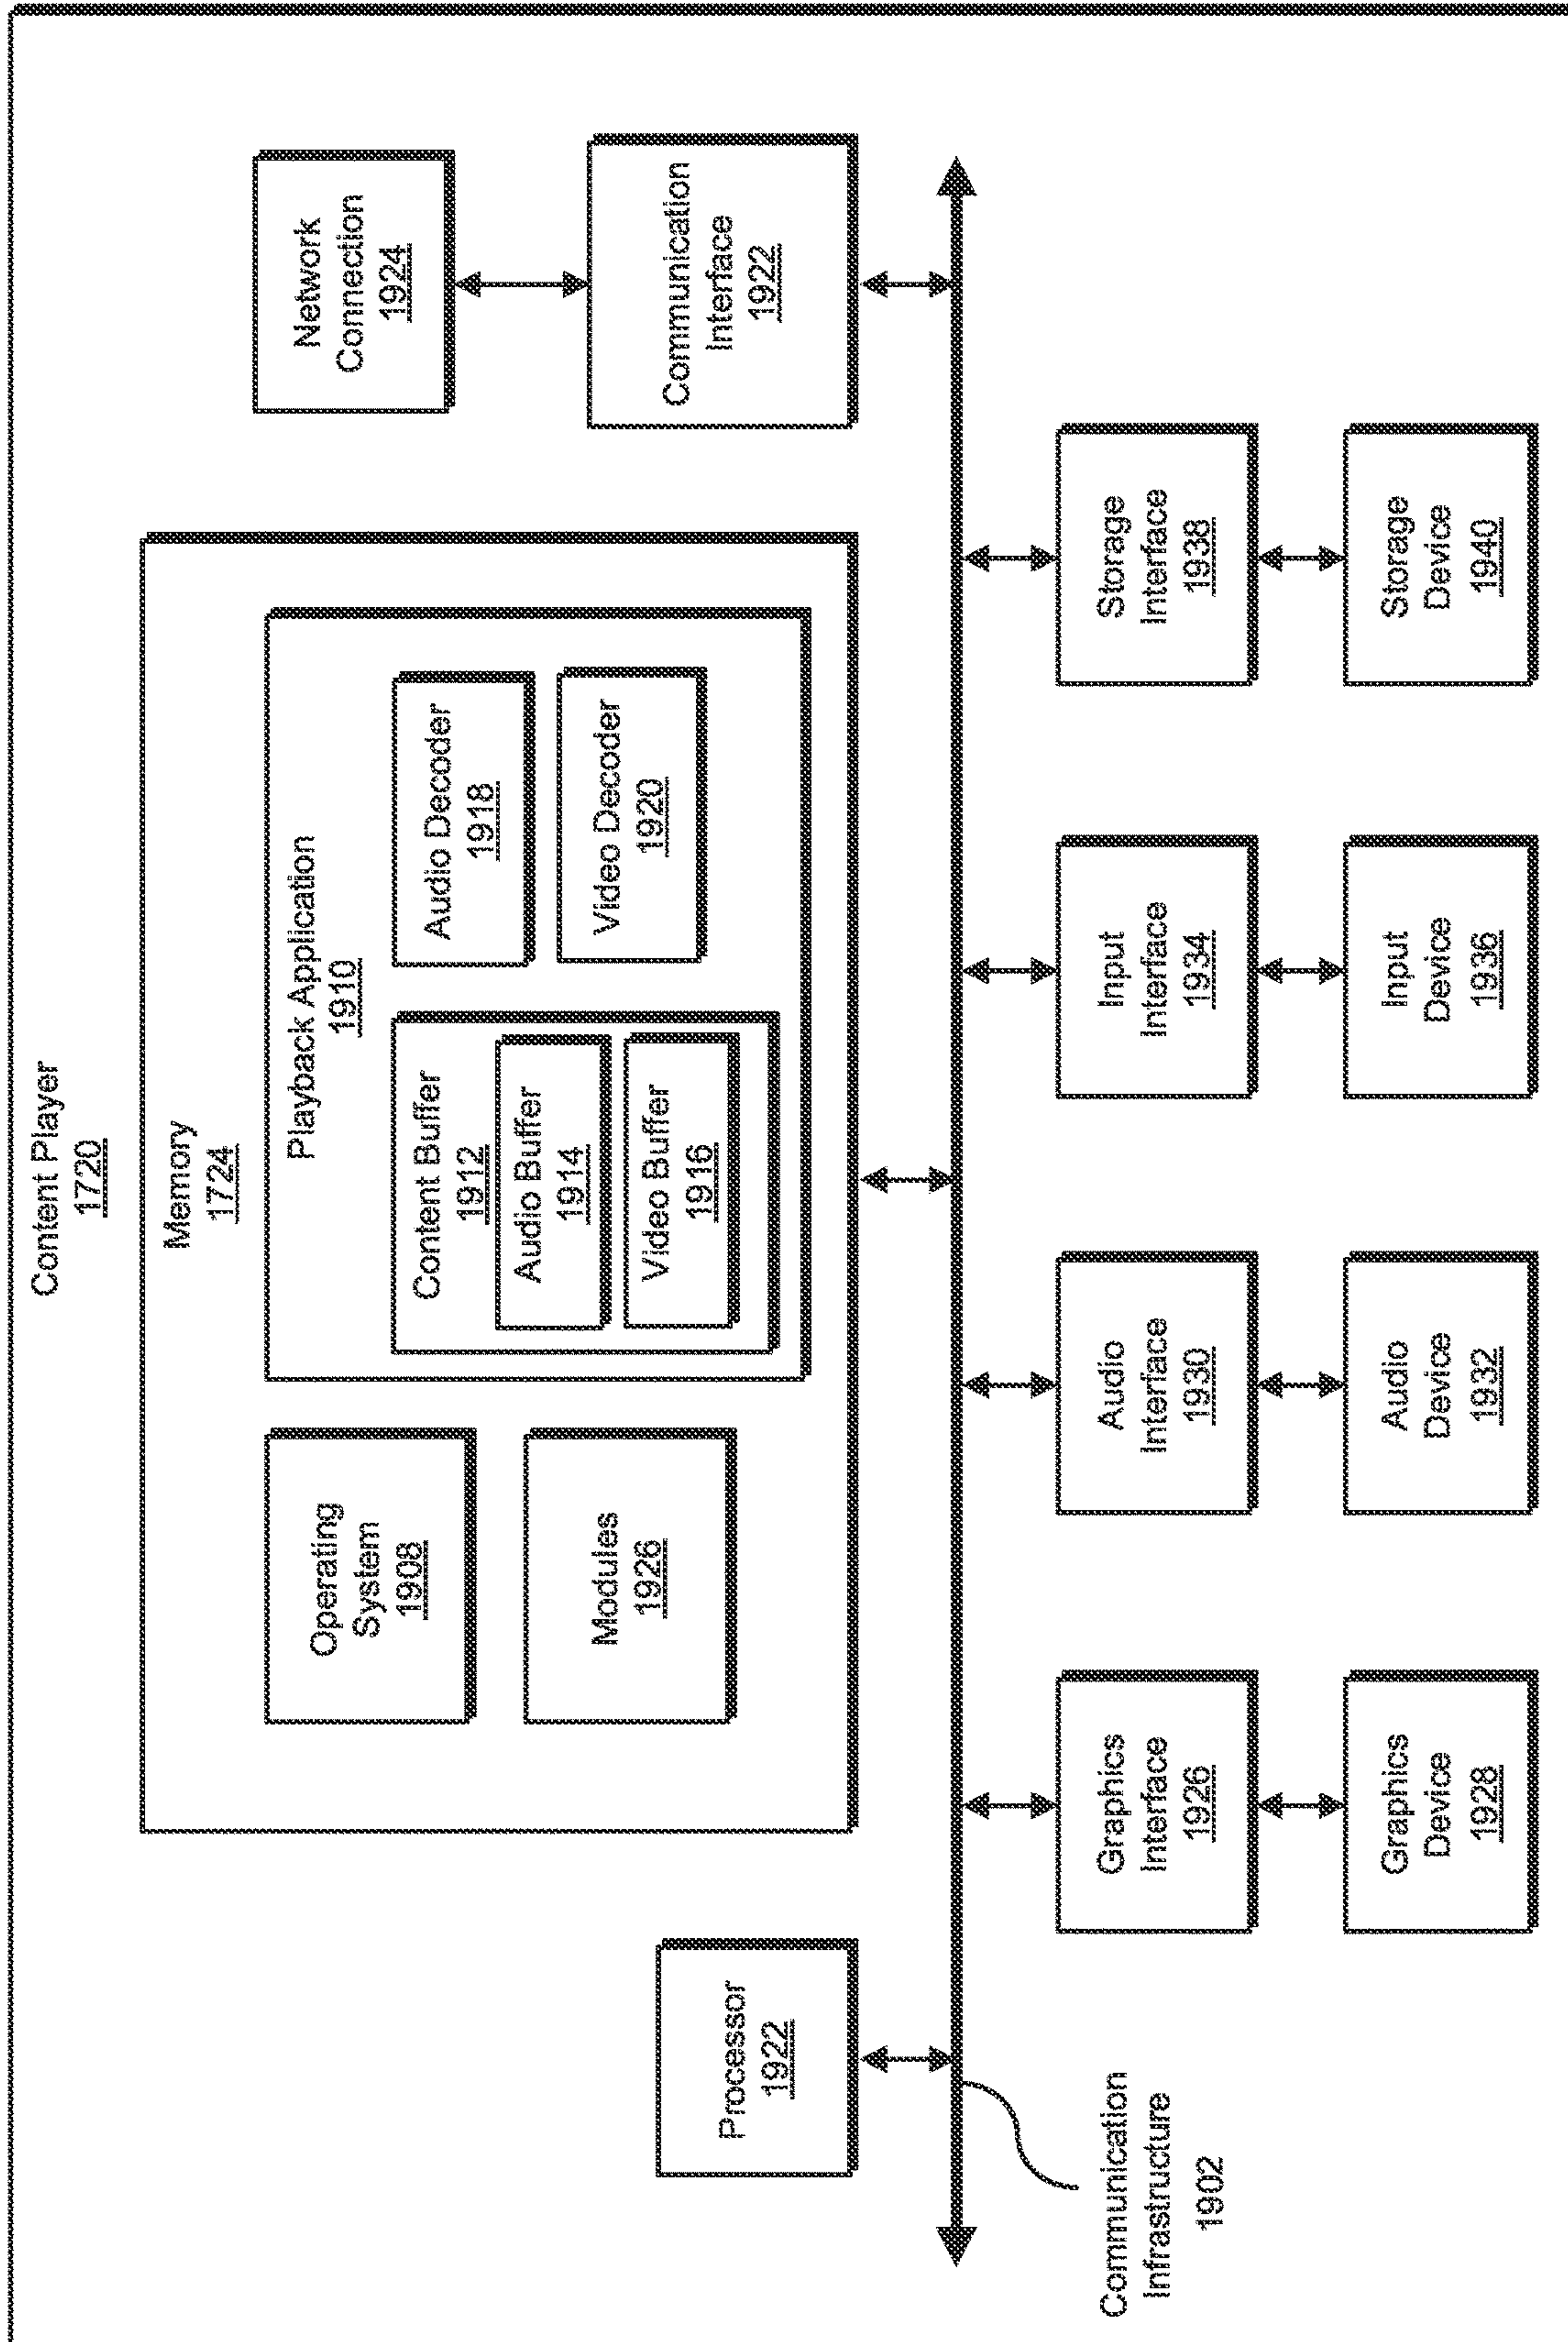 Content Player
1720
Memory
1724
Operating
System
1908
Modules
1926
Playback Application
1910
Content Buffer
1912
Audio Buffer
1914
Video Buffer
1916
Audio Decoder
1918
Video Decoder
1920
Network
Connection
1924
Communication
Interface
1922
Processor
1922
Communication
Infrastructure
1902
Graphics
Interface
1926
Audio
Interface
1930
Input
Interface
1934
Storage
Interface
1938
Graphics
Device
1928
Audio
Device
1932
Input
Device
1936
Storage
Device
1940